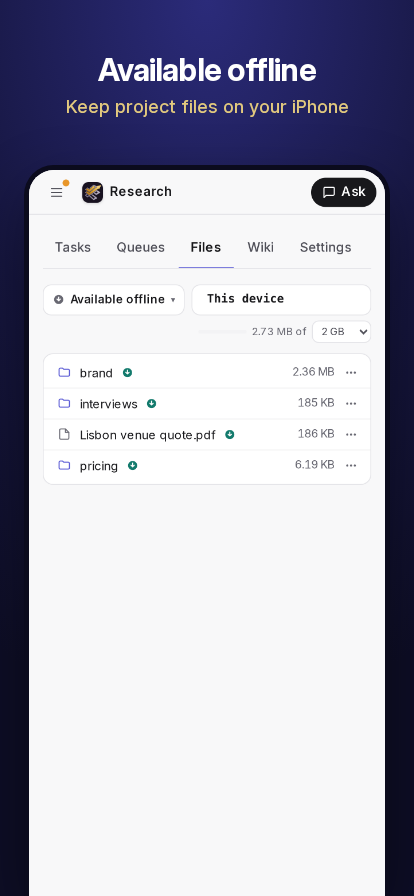 Available offline
Keep project files on your iPhone
Research
Ask
Tasks Queues Files Wiki Settings
Available offline
This device
2.73 MB of 2 GB
brand 2.36 MB
interviews 185 KB
Lisbon venue quote.pdf 186 KB
pricing 6.19 KB